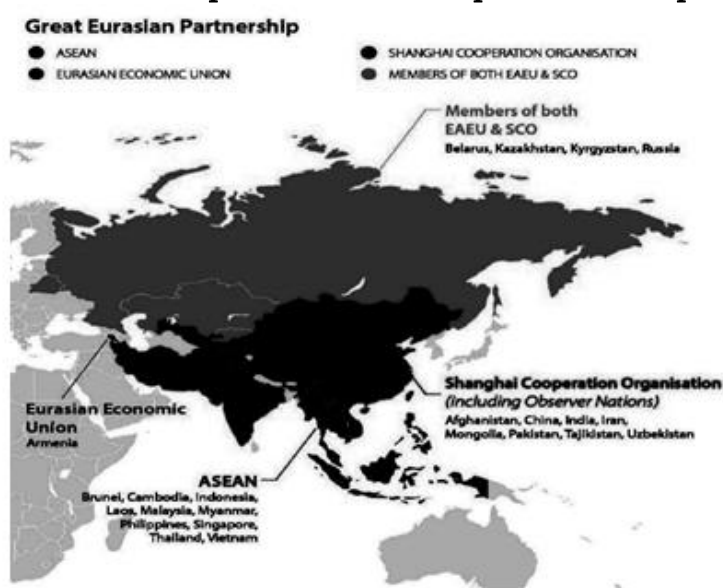 Great Eurasian Partnership
ASEAN
SHANGHAI COOPERATION ORGANISATION
EURASIAN ECONOMIC UNION
MEMBERS OF BOTH EAEU & SCO
Members of both
EAEU & SCO
Belarus, Kazakhstan, Kyrgyzstan, Russia
Shanghai Cooperation Organisation
(Including Observer Nations)
Afghanistan, China, India, Iran,
Mongolia, Pakistan, Tajikistan, Uzbekistan
Eurasian Economic
Union
Armenia
ASEAN
Brunei, Cambodia, Indonesia,
Laos, Malaysia, Myanmar,
Philippines, Singapore,
Thailand, Vietnam